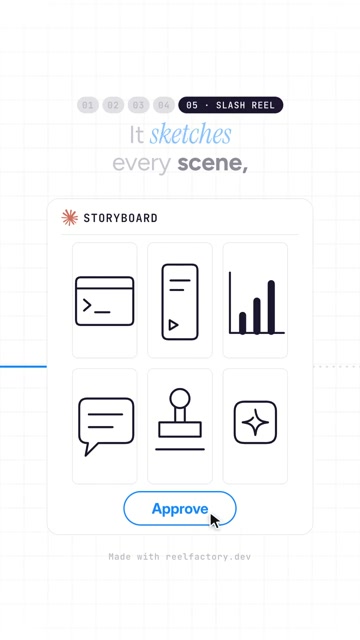 01 02 03 04 05 · SLASH REEL
It sketches
every scene,
STORYBOARD
Approve
Made with reelfactory.dev